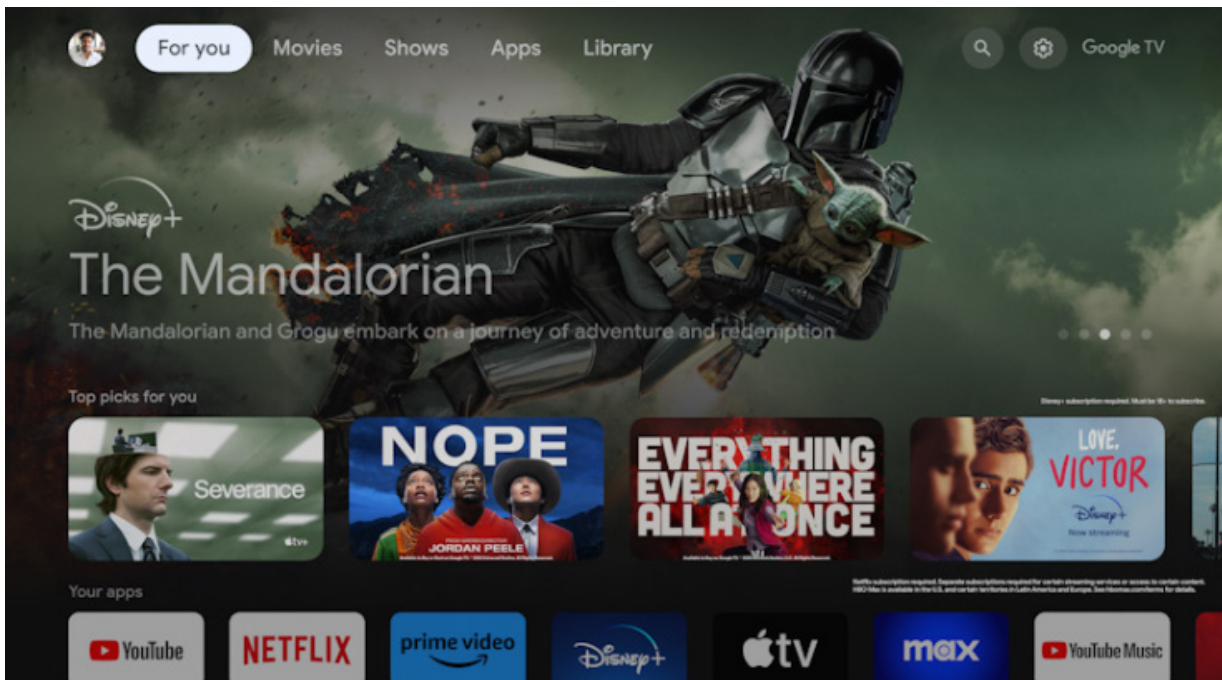 For you
Movies
Shows
Apps
Library
Google TV
Disney+
The Mandalorian
The Mandalorian and Grogu embark on a journey of adventure and redemption
Top picks for you
Disney+ subscription required. Must be 18+ to subscribe.
Severance
tv+
NOPE
JORDAN PEELE
EVERYTHING
EVERYWHERE
ALL AT ONCE
LOVE,
VICTOR
Disney+
Now streaming
Your apps
Netflix subscription required. Separate subscriptions required for certain streaming services or access to certain content.
HBO Max is available in the U.S. and certain territories in Latin America and Europe. See hbomax.com/terms for details.
YouTube
NETFLIX
prime video
Disney+
tv
max
YouTube Music